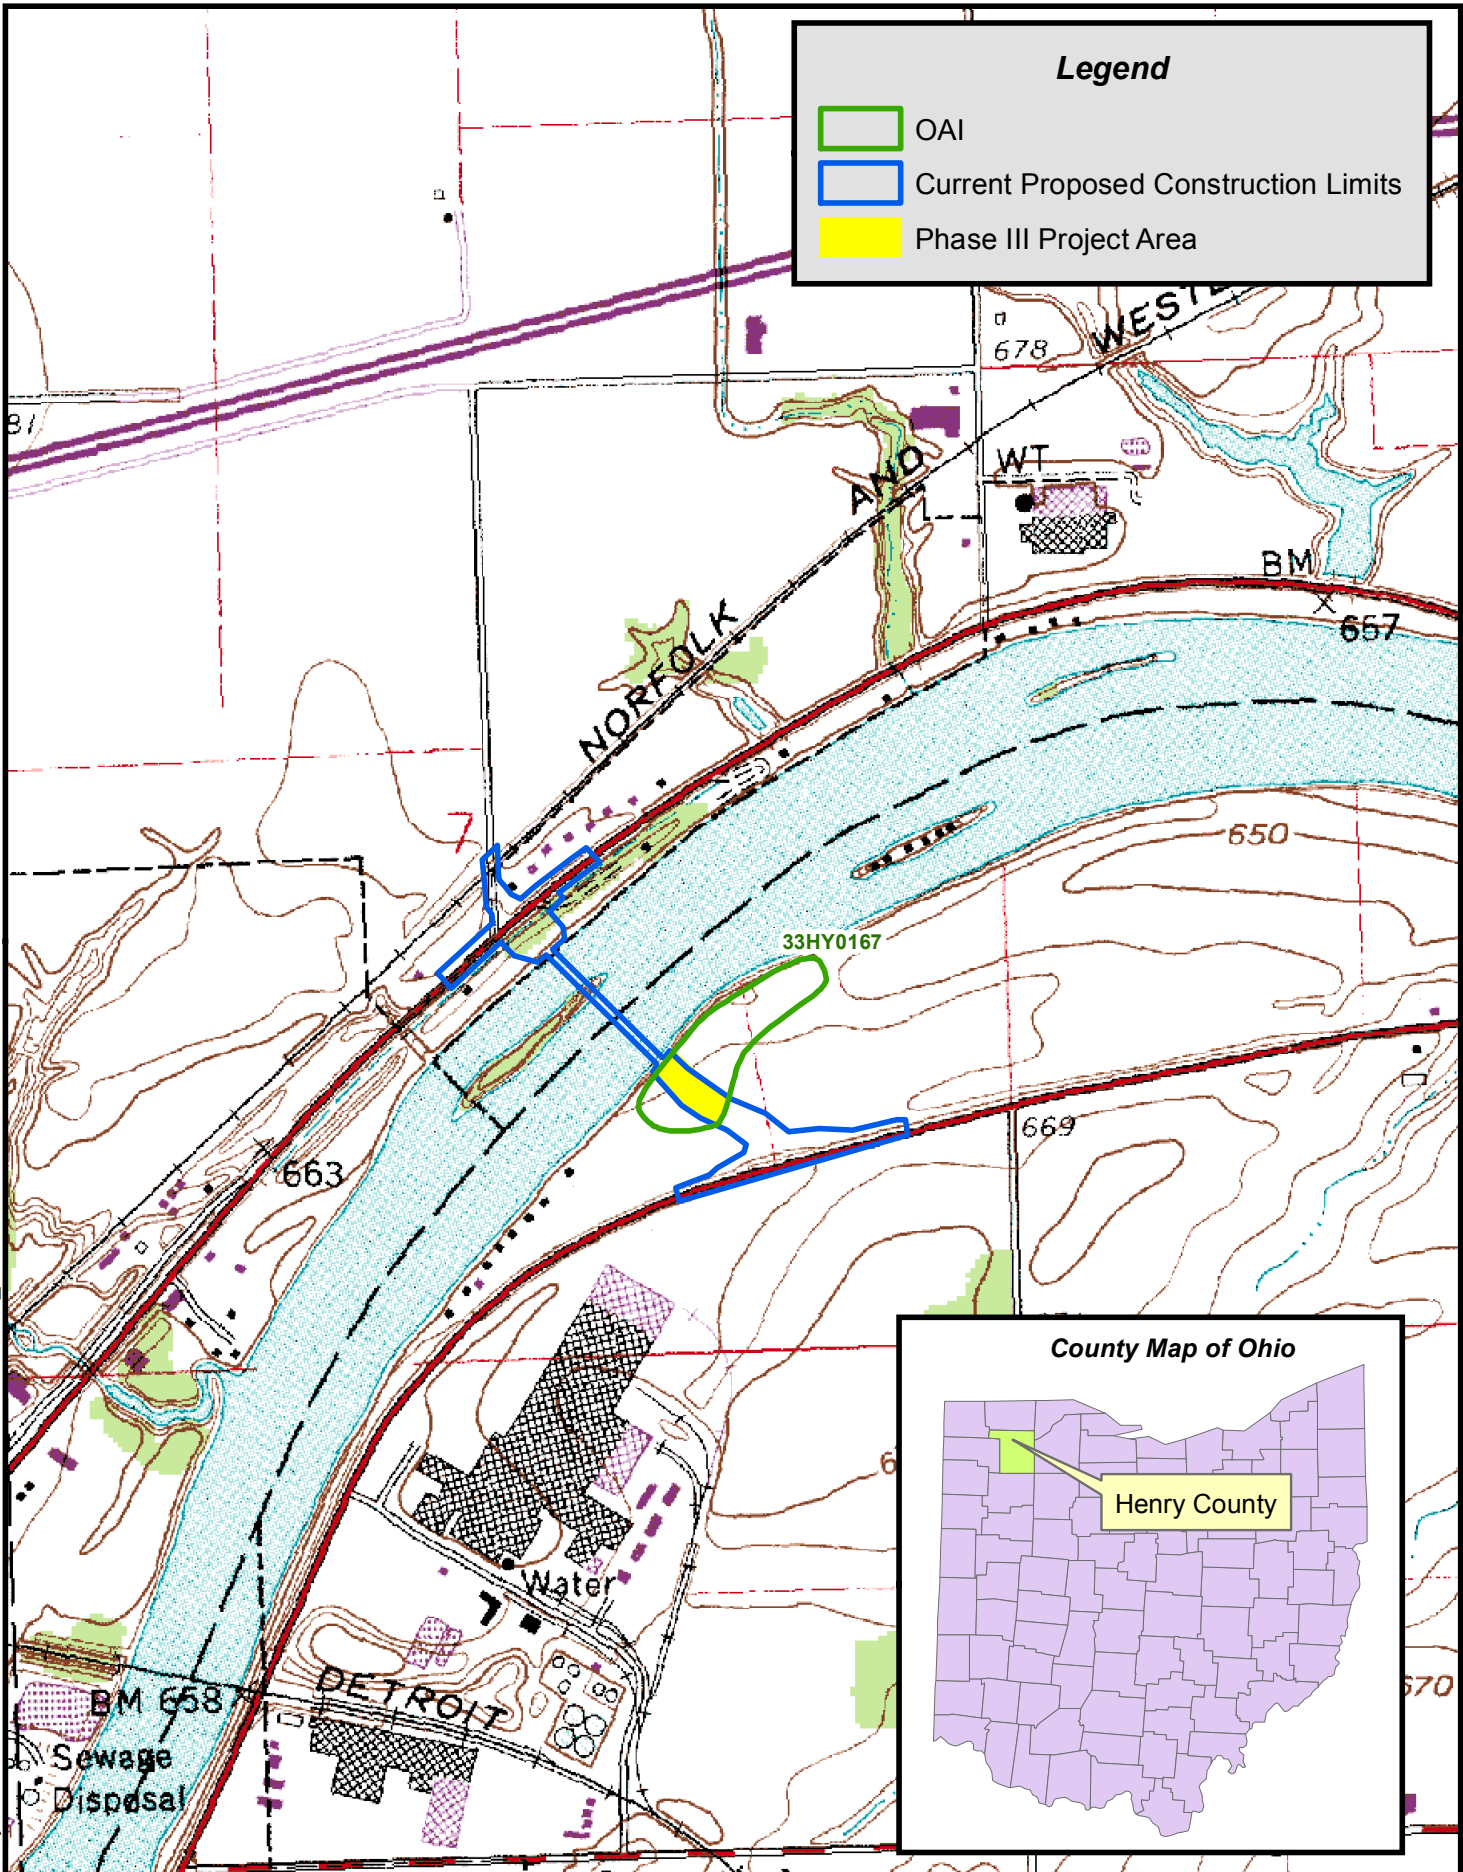 Legend
OAI
Current Proposed Construction Limits
Phase III Project Area
678
81
WT
AND
BM
657
NORFOLK
7
650
33HY0167
669
663
County Map of Ohio
Henry County
Water
DETROIT
BM 658
670
Sewage
Disposal